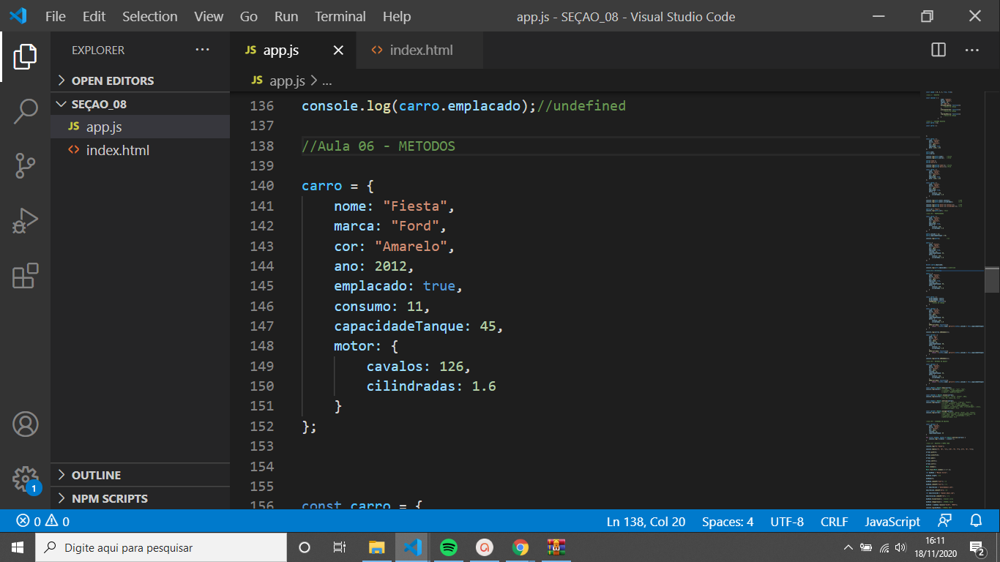 File Edit Selection View Go Run Terminal Help app.js - SEÇAO_08 - Visual Studio Code
EXPLORER
OPEN EDITORS
SEÇAO_08
JS app.js
index.html
OUTLINE
NPM SCRIPTS
1
JS app.js index.html
JS app.js > ...
136 console.log(carro.emplacado);//undefined
137
138 //Aula 06 - METODOS
139
140 carro = {
141 nome: "Fiesta",
142 marca: "Ford",
143 cor: "Amarelo",
144 ano: 2012,
145 emplacado: true,
146 consumo: 11,
147 capacidadeTanque: 45,
148 motor: {
149 cavalos: 126,
150 cilindradas: 1.6
151 }
152 };
153
154
155
156 const carro = {
0 0 Ln 138, Col 20 Spaces: 4 UTF-8 CRLF JavaScript
Digite aqui para pesquisar
16:11
18/11/2020
2